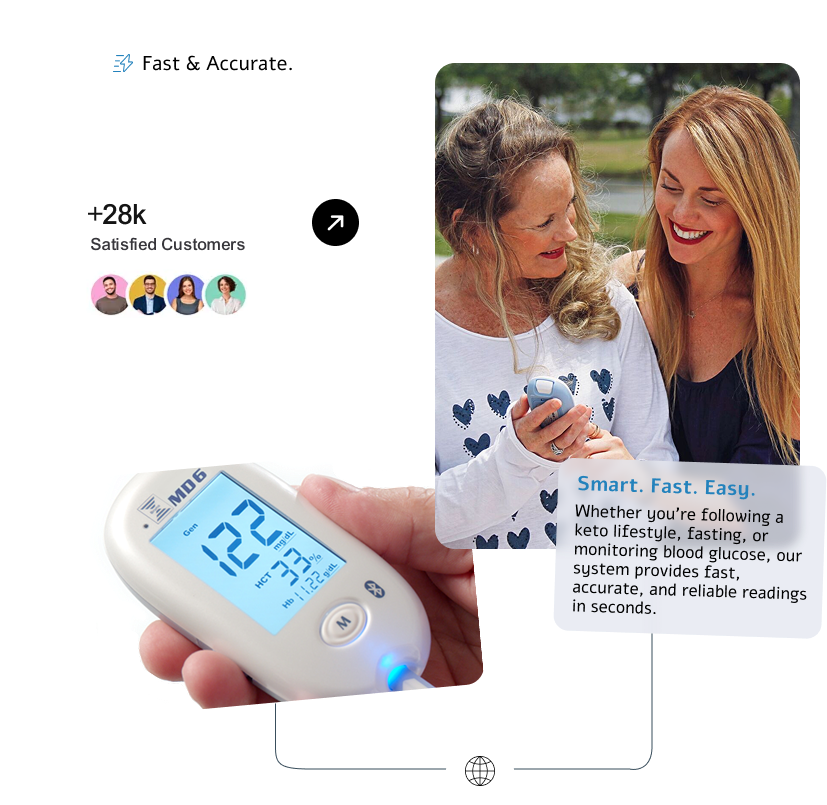 Fast & Accurate.
+28k
Satisfied Customers
MD6
Gen
122
mg/dL
HCT 33%
Hb 11.22 g/dL
M
Smart. Fast. Easy.
Whether you're following a
keto lifestyle, fasting, or
monitoring blood glucose, our
system provides fast,
accurate, and reliable readings
in seconds.